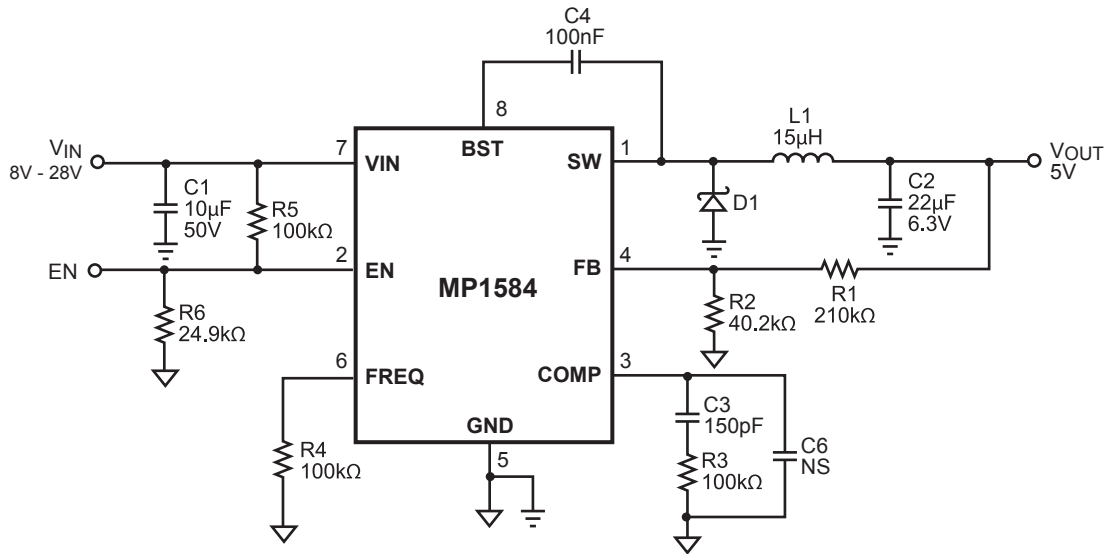 C4
100nF
8
L1
15µH
VIN
8V - 28V
7
VIN
BST
SW
1
VOUT
5V
C1
10µF
50V
R5
100kΩ
D1
C2
22µF
6.3V
EN
2
EN
FB
4
MP1584
R6
24.9kΩ
R2
40.2kΩ
R1
210kΩ
6
FREQ
COMP
3
GND
5
R4
100kΩ
C3
150pF
R3
100kΩ
C6
NS